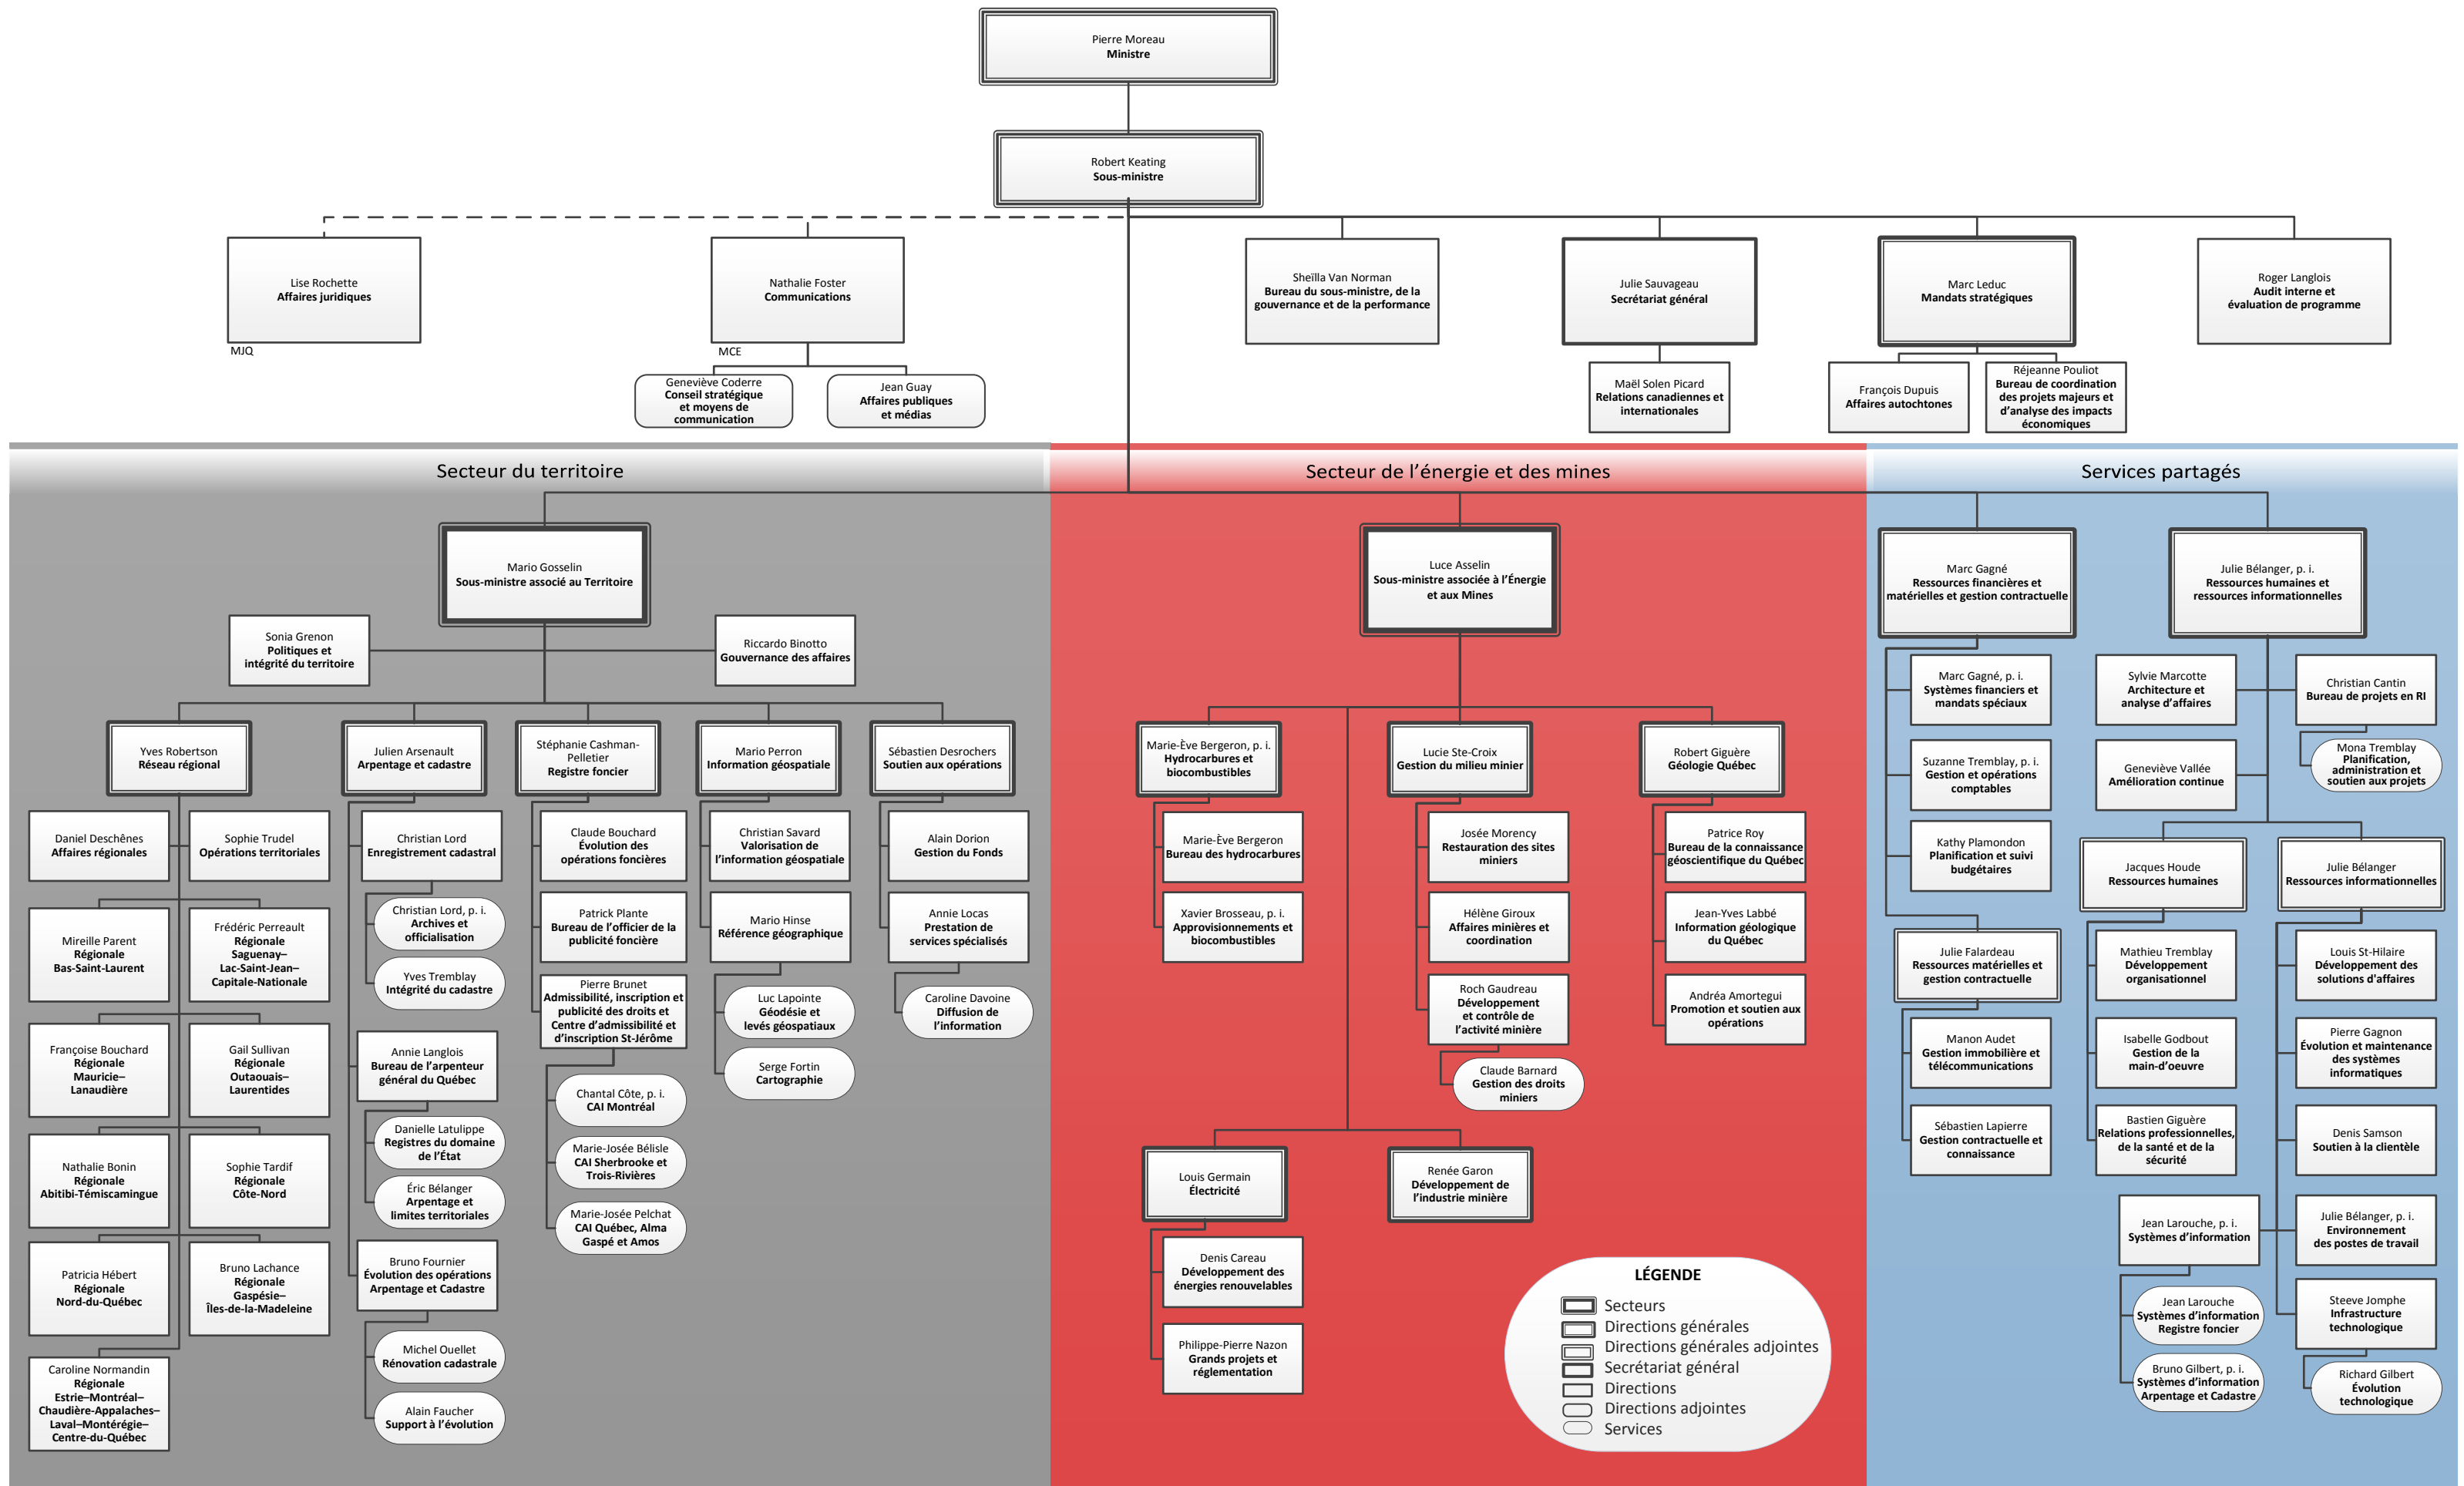 Pierre Moreau
Ministre
Robert Keating
Sous-ministre
Lise Rochette
Affaires juridiques
MJQ
Nathalie Foster
Communications
MCE
Geneviève Coderre
Conseil stratégique
et moyens de
communication
Jean Guay
Affaires publiques
et médias
Sheïlla Van Norman
Bureau du sous-ministre, de la
gouvernance et de la performance
Julie Sauvageau
Secrétariat général
Maël Solen Picard
Relations canadiennes et
internationales
Marc Leduc
Mandats stratégiques
François Dupuis
Affaires autochtones
Réjeanne Pouliot
Bureau de coordination
des projets majeurs et
d'analyse des impacts
économiques
Roger Langlois
Audit interne et
évaluation de programme
Secteur du territoire
Mario Gosselin
Sous-ministre associé au Territoire
Sonia Grenon
Politiques et
intégrité du territoire
Riccardo Binotto
Gouvernance des affaires
Yves Robertson
Réseau régional
Daniel Deschênes
Affaires régionales
Sophie Trudel
Opérations territoriales
Mireille Parent
Régionale
Bas-Saint-Laurent
Frédéric Perreault
Régionale
Saguenay–
Lac-Saint-Jean–
Capitale-Nationale
Françoise Bouchard
Régionale
Mauricie–
Lanaudière
Gail Sullivan
Régionale
Outaouais–
Laurentides
Nathalie Bonin
Régionale
Abitibi-Témiscamingue
Sophie Tardif
Régionale
Côte-Nord
Patricia Hébert
Régionale
Nord-du-Québec
Bruno Lachance
Régionale
Gaspésie–
Îles-de-la-Madeleine
Caroline Normandin
Régionale
Estrie–Montréal–
Chaudière-Appalaches–
Laval–Montérégie–
Centre-du-Québec
Julien Arsenault
Arpentage et cadastre
Christian Lord
Enregistrement cadastral
Christian Lord, p. i.
Archives et
officialisation
Yves Tremblay
Intégrité du cadastre
Annie Langlois
Bureau de l'arpenteur
général du Québec
Danielle Latulippe
Registres du domaine
de l'État
Éric Bélanger
Arpentage et
limites territoriales
Bruno Fournier
Évolution des opérations
Arpentage et Cadastre
Michel Ouellet
Rénovation cadastrale
Alain Faucher
Support à l'évolution
Stéphanie Cashman-
Pelletier
Registre foncier
Claude Bouchard
Évolution des
opérations foncières
Patrick Plante
Bureau de l'officier de la
publicité foncière
Pierre Brunet
Admissibilité, inscription et
publicité des droits et
Centre d'admissibilité et
d'inscription St-Jérôme
Chantal Côte, p. i.
CAI Montréal
Marie-Josée Bélisle
CAI Sherbrooke et
Trois-Rivières
Marie-Josée Pelchat
CAI Québec, Alma
Gaspé et Amos
Mario Perron
Information géospatiale
Christian Savard
Valorisation de
l'information géospatiale
Mario Hinse
Référence géographique
Luc Lapointe
Géodésie et
levés géospatiaux
Serge Fortin
Cartographie
Sébastien Desrochers
Soutien aux opérations
Alain Dorion
Gestion du Fonds
Annie Locas
Prestation de
services spécialisés
Caroline Davoine
Diffusion de
l'information
Secteur de l'énergie et des mines
Luce Asselin
Sous-ministre associée à l'Énergie
et aux Mines
Marie-Ève Bergeron, p. i.
Hydrocarbures et
biocombustibles
Marie-Ève Bergeron
Bureau des hydrocarbures
Xavier Brosseau, p. i.
Approvisionnements et
biocombustibles
Lucie Ste-Croix
Gestion du milieu minier
Josée Morency
Restauration des sites
miniers
Hélène Giroux
Affaires minières et
coordination
Roch Gaudreau
Développement
et contrôle de
l'activité minière
Claude Barnard
Gestion des droits
miniers
Robert Giguère
Géologie Québec
Patrice Roy
Bureau de la connaissance
géoscientifique du Québec
Jean-Yves Labbé
Information géologique
du Québec
Andréa Amortegui
Promotion et soutien aux
opérations
Louis Germain
Électricité
Denis Careau
Développement des
énergies renouvelables
Philippe-Pierre Nazon
Grands projets et
réglementation
Renée Garon
Développement de
l'industrie minière
LÉGENDE
Secteurs
Directions générales
Directions générales adjointes
Secrétariat général
Directions
Directions adjointes
Services
Services partagés
Marc Gagné
Ressources financières et
matérielles et gestion contractuelle
Marc Gagné, p. i.
Systèmes financiers et
mandats spéciaux
Suzanne Tremblay, p. i.
Gestion et opérations
comptables
Kathy Plamondon
Planification et suivi
budgétaires
Julie Falardeau
Ressources matérielles et
gestion contractuelle
Manon Audet
Gestion immobilière et
télécommunications
Sébastien Lapierre
Gestion contractuelle et
connaissance
Julie Bélanger, p. i.
Ressources humaines et
ressources informationnelles
Sylvie Marcotte
Architecture et
analyse d'affaires
Christian Cantin
Bureau de projets en RI
Mona Tremblay
Planification,
administration et
soutien aux projets
Geneviève Vallée
Amélioration continue
Jacques Houde
Ressources humaines
Mathieu Tremblay
Développement
organisationnel
Isabelle Godbout
Gestion de la
main-d'oeuvre
Bastien Giguère
Relations professionnelles,
de la santé et de la
sécurité
Julie Bélanger
Ressources informationnelles
Louis St-Hilaire
Développement des
solutions d'affaires
Pierre Gagnon
Évolution et maintenance
des systèmes
informatiques
Denis Samson
Soutien à la clientèle
Jean Larouche, p. i.
Systèmes d'information
Julie Bélanger, p. i.
Environnement
des postes de travail
Jean Larouche
Systèmes d'information
Registre foncier
Bruno Gilbert, p. i.
Systèmes d'information
Arpentage et Cadastre
Steeve Jomphe
Infrastructure
technologique
Richard Gilbert
Évolution
technologique